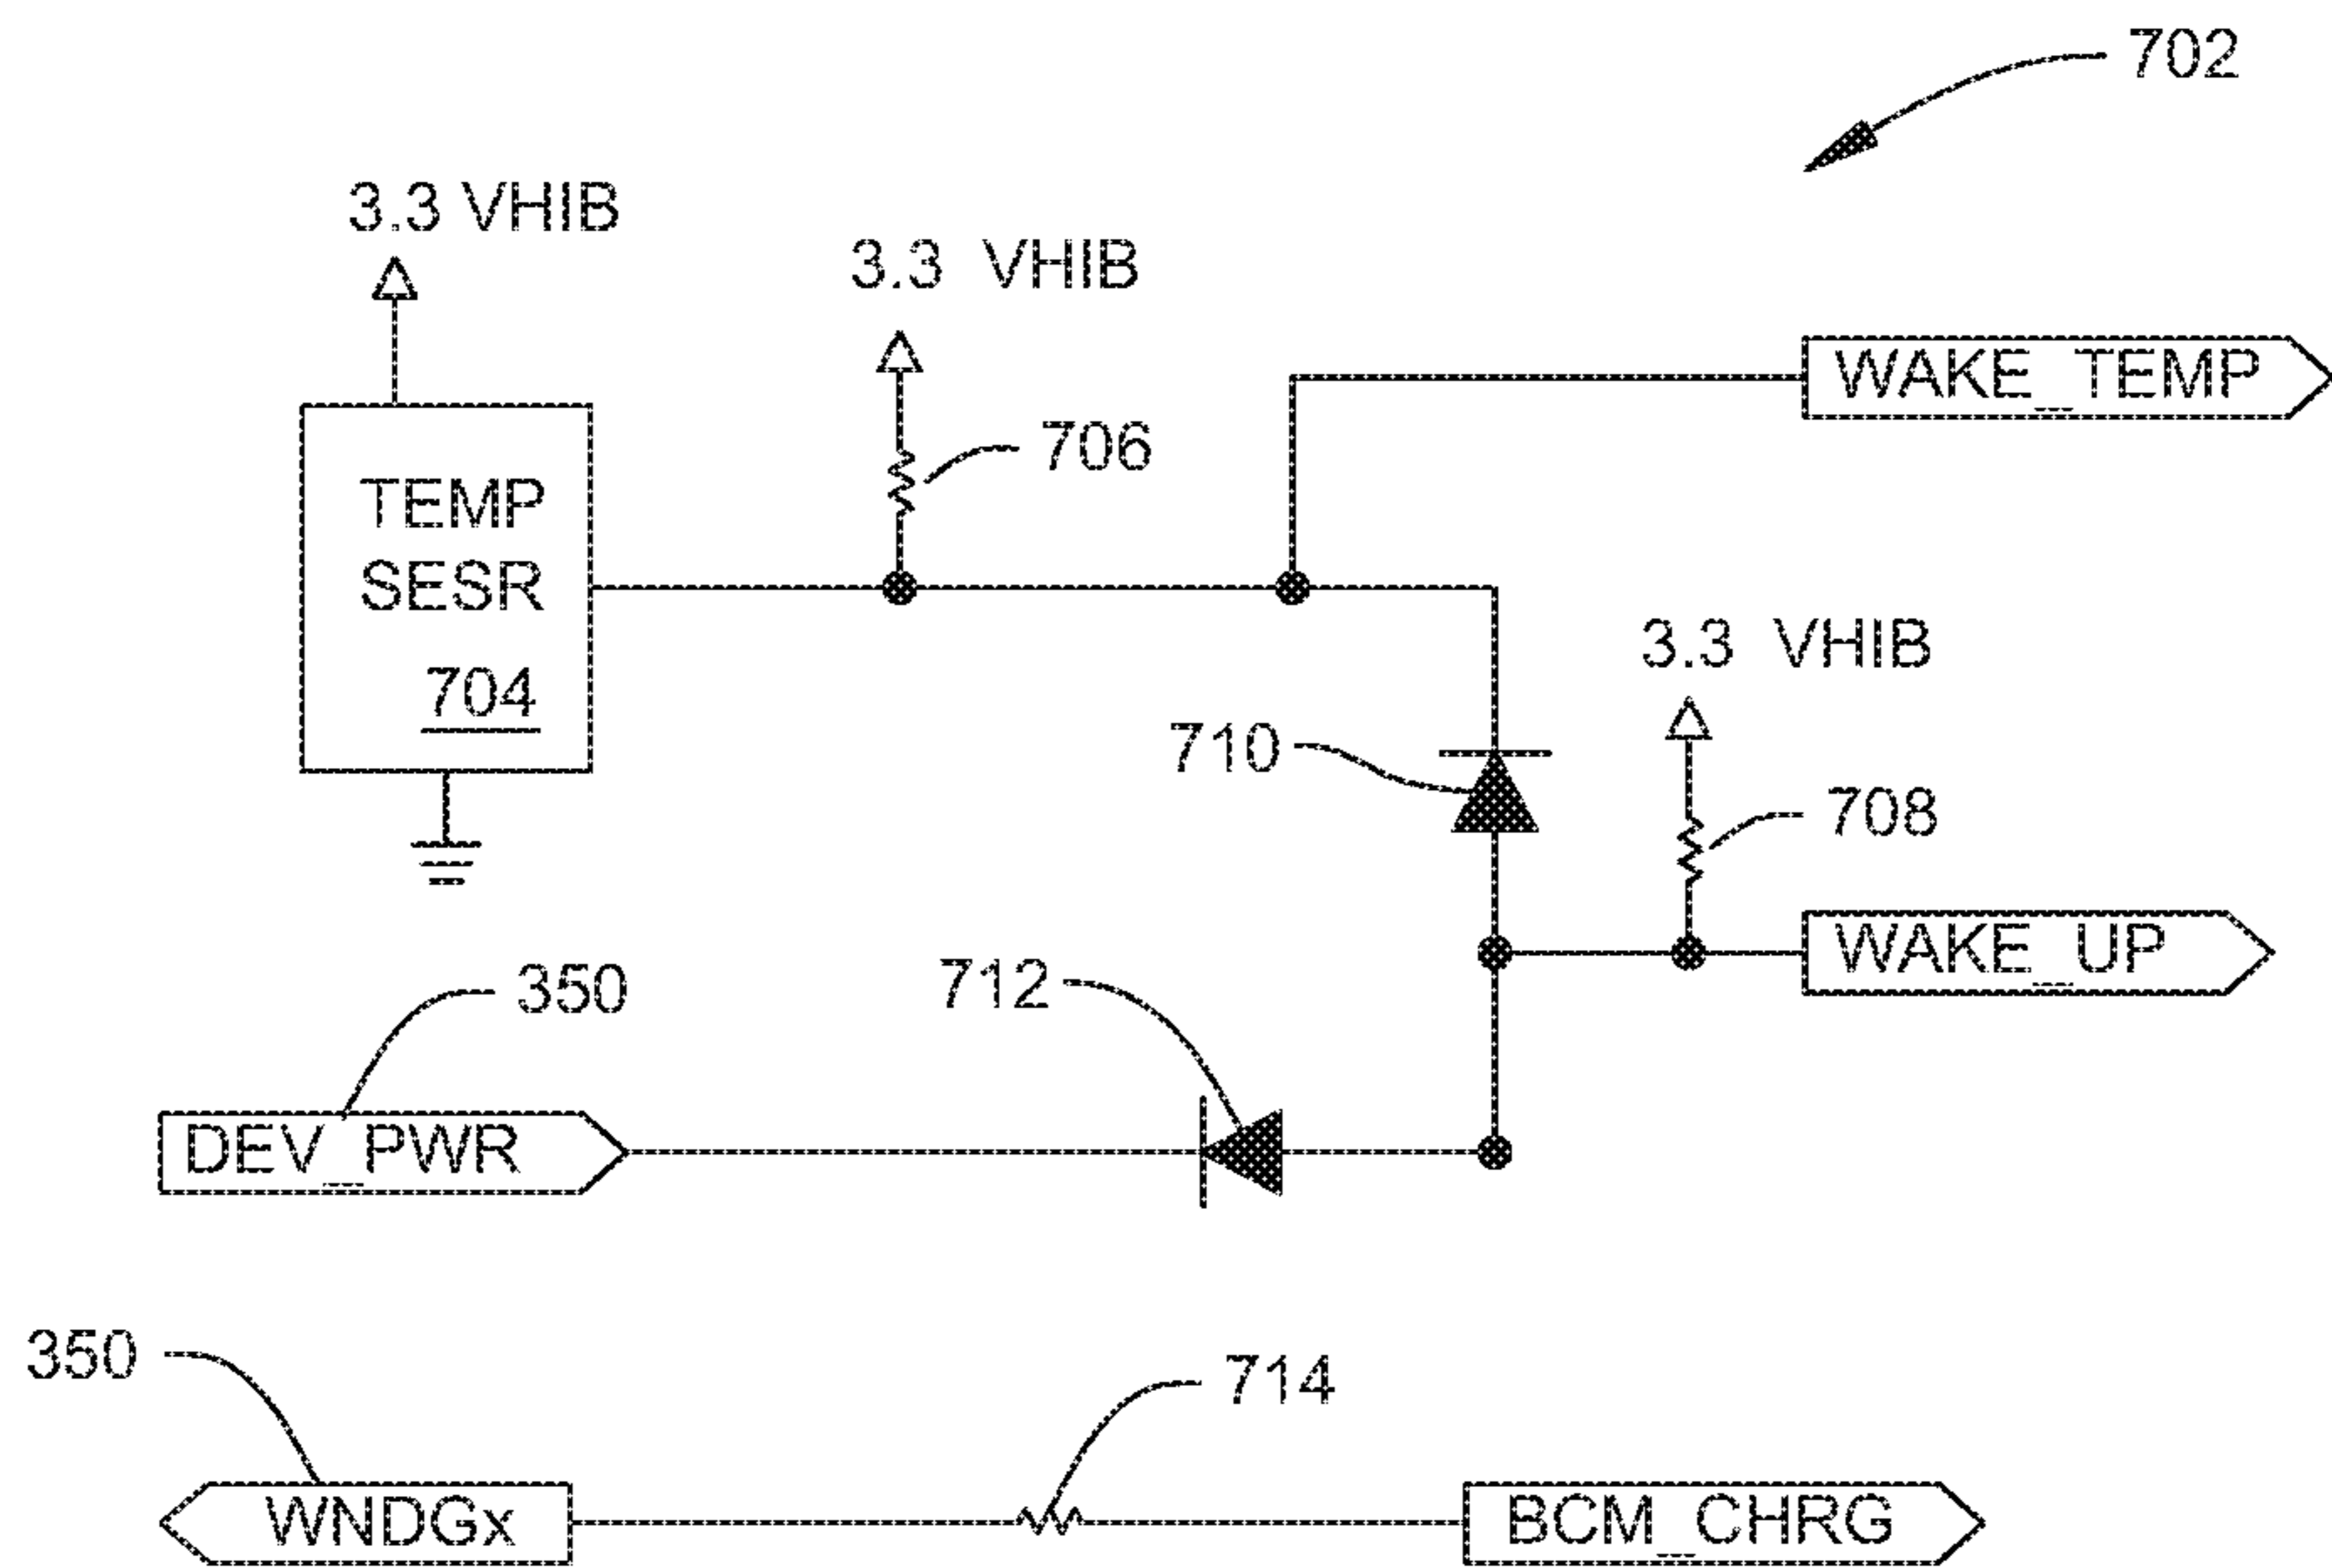 702
3.3 VHIB
3.3 VHIB
WAKE_TEMP
706
TEMP
SESR
704
3.3 VHIB
710
708
WAKE_UP
350
712
DEV_PWR
350
714
WNDGx
BCM_CHRG